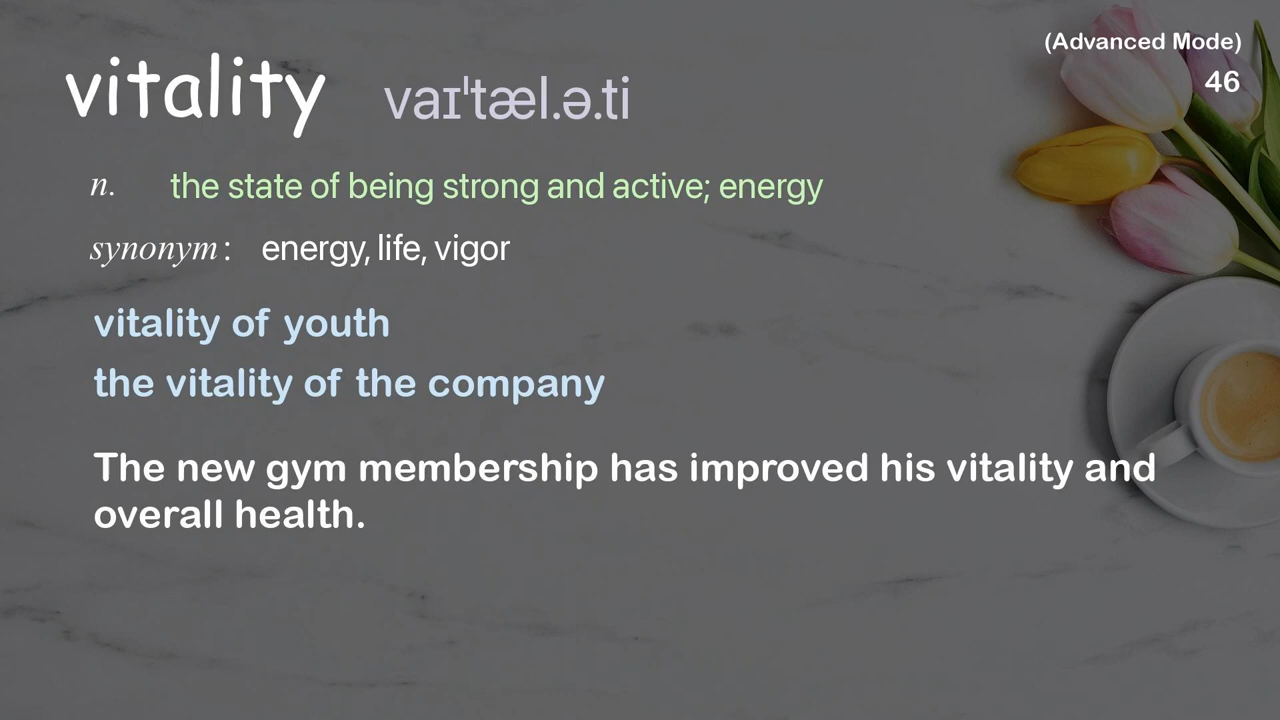 (Advanced Mode)
vitality vaɪˈtæl.ə.ti
46
n. the state of being strong and active; energy
synonym: energy, life, vigor
vitality of youth
the vitality of the company
The new gym membership has improved his vitality and
overall health.